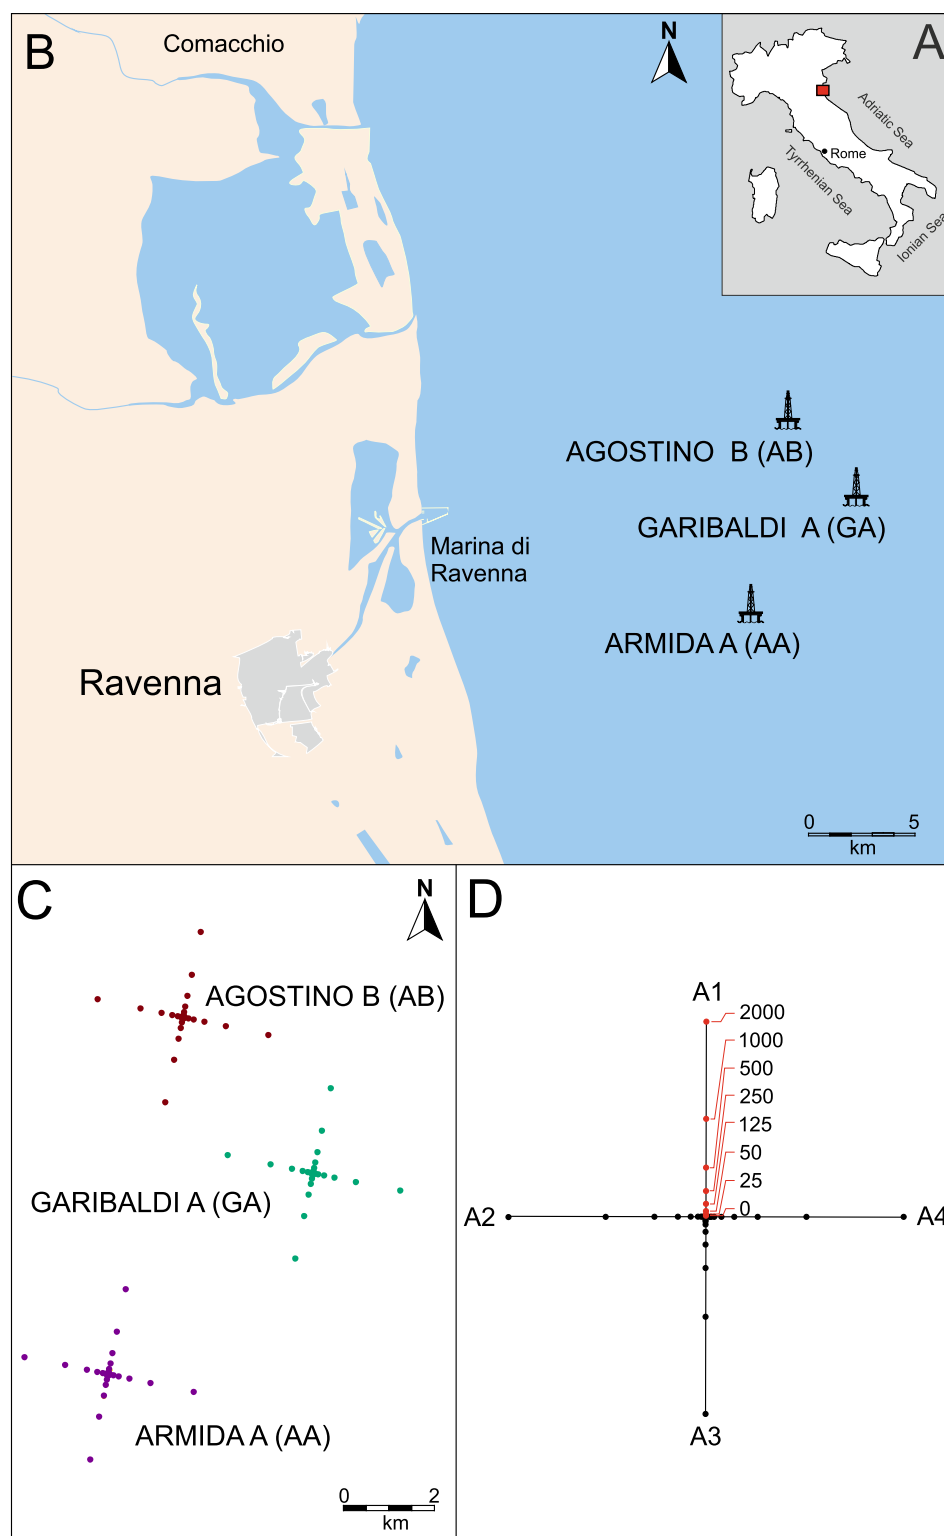 B
Comacchio
N
A
Adriatic Sea
Rome
Tyrrhenian Sea
Ionian Sea
AGOSTINO B (AB)
GARIBALDI A (GA)
Marina di
Ravenna
ARMIDA A (AA)
Ravenna
0 5
km
C
N
AGOSTINO B (AB)
GARIBALDI A (GA)
ARMIDA A (AA)
0 2
km
D
A1
2000
1000
500
250
125
50
25
0
A2
A4
A3